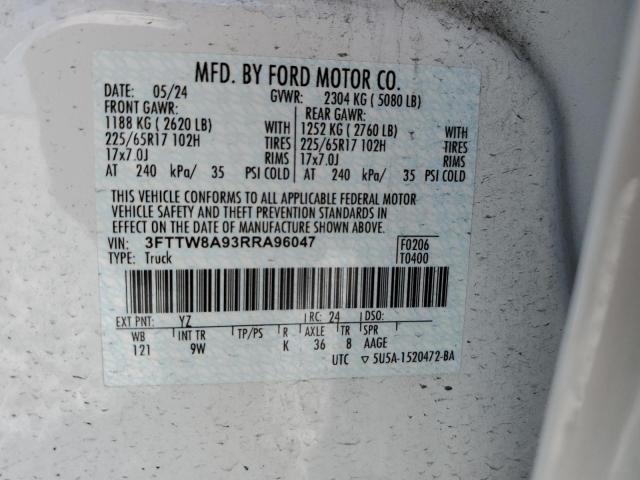 MFD. BY FORD MOTOR CO.
DATE: 05/24 GVWR: 2304 KG ( 5080 LB)
FRONT GAWR: REAR GAWR:
1188 KG ( 2620 LB) WITH 1252 KG ( 2760 LB) WITH
225/65R17 102H TIRES 225/65R17 102H TIRES
17x7.0J RIMS 17x7.0J RIMS
AT 240 kPa/ 35 PSI COLD AT 240 kPa/ 35 PSI COLD
THIS VEHICLE CONFORMS TO ALL APPLICABLE FEDERAL MOTOR
VEHICLE SAFETY AND THEFT PREVENTION STANDARDS IN
EFFECT ON THE DATE OF MANUFACTURE SHOWN ABOVE.
VIN: 3FTTW8A93RRA96047 F0206
TYPE: Truck T0400
EXT PNT: YZ RC: 24 DSO:
WB INT TR TP/PS R AXLE TR SPR
121 9W K 36 8 AAGE
UTC ▽ 5U5A-1520472-BA